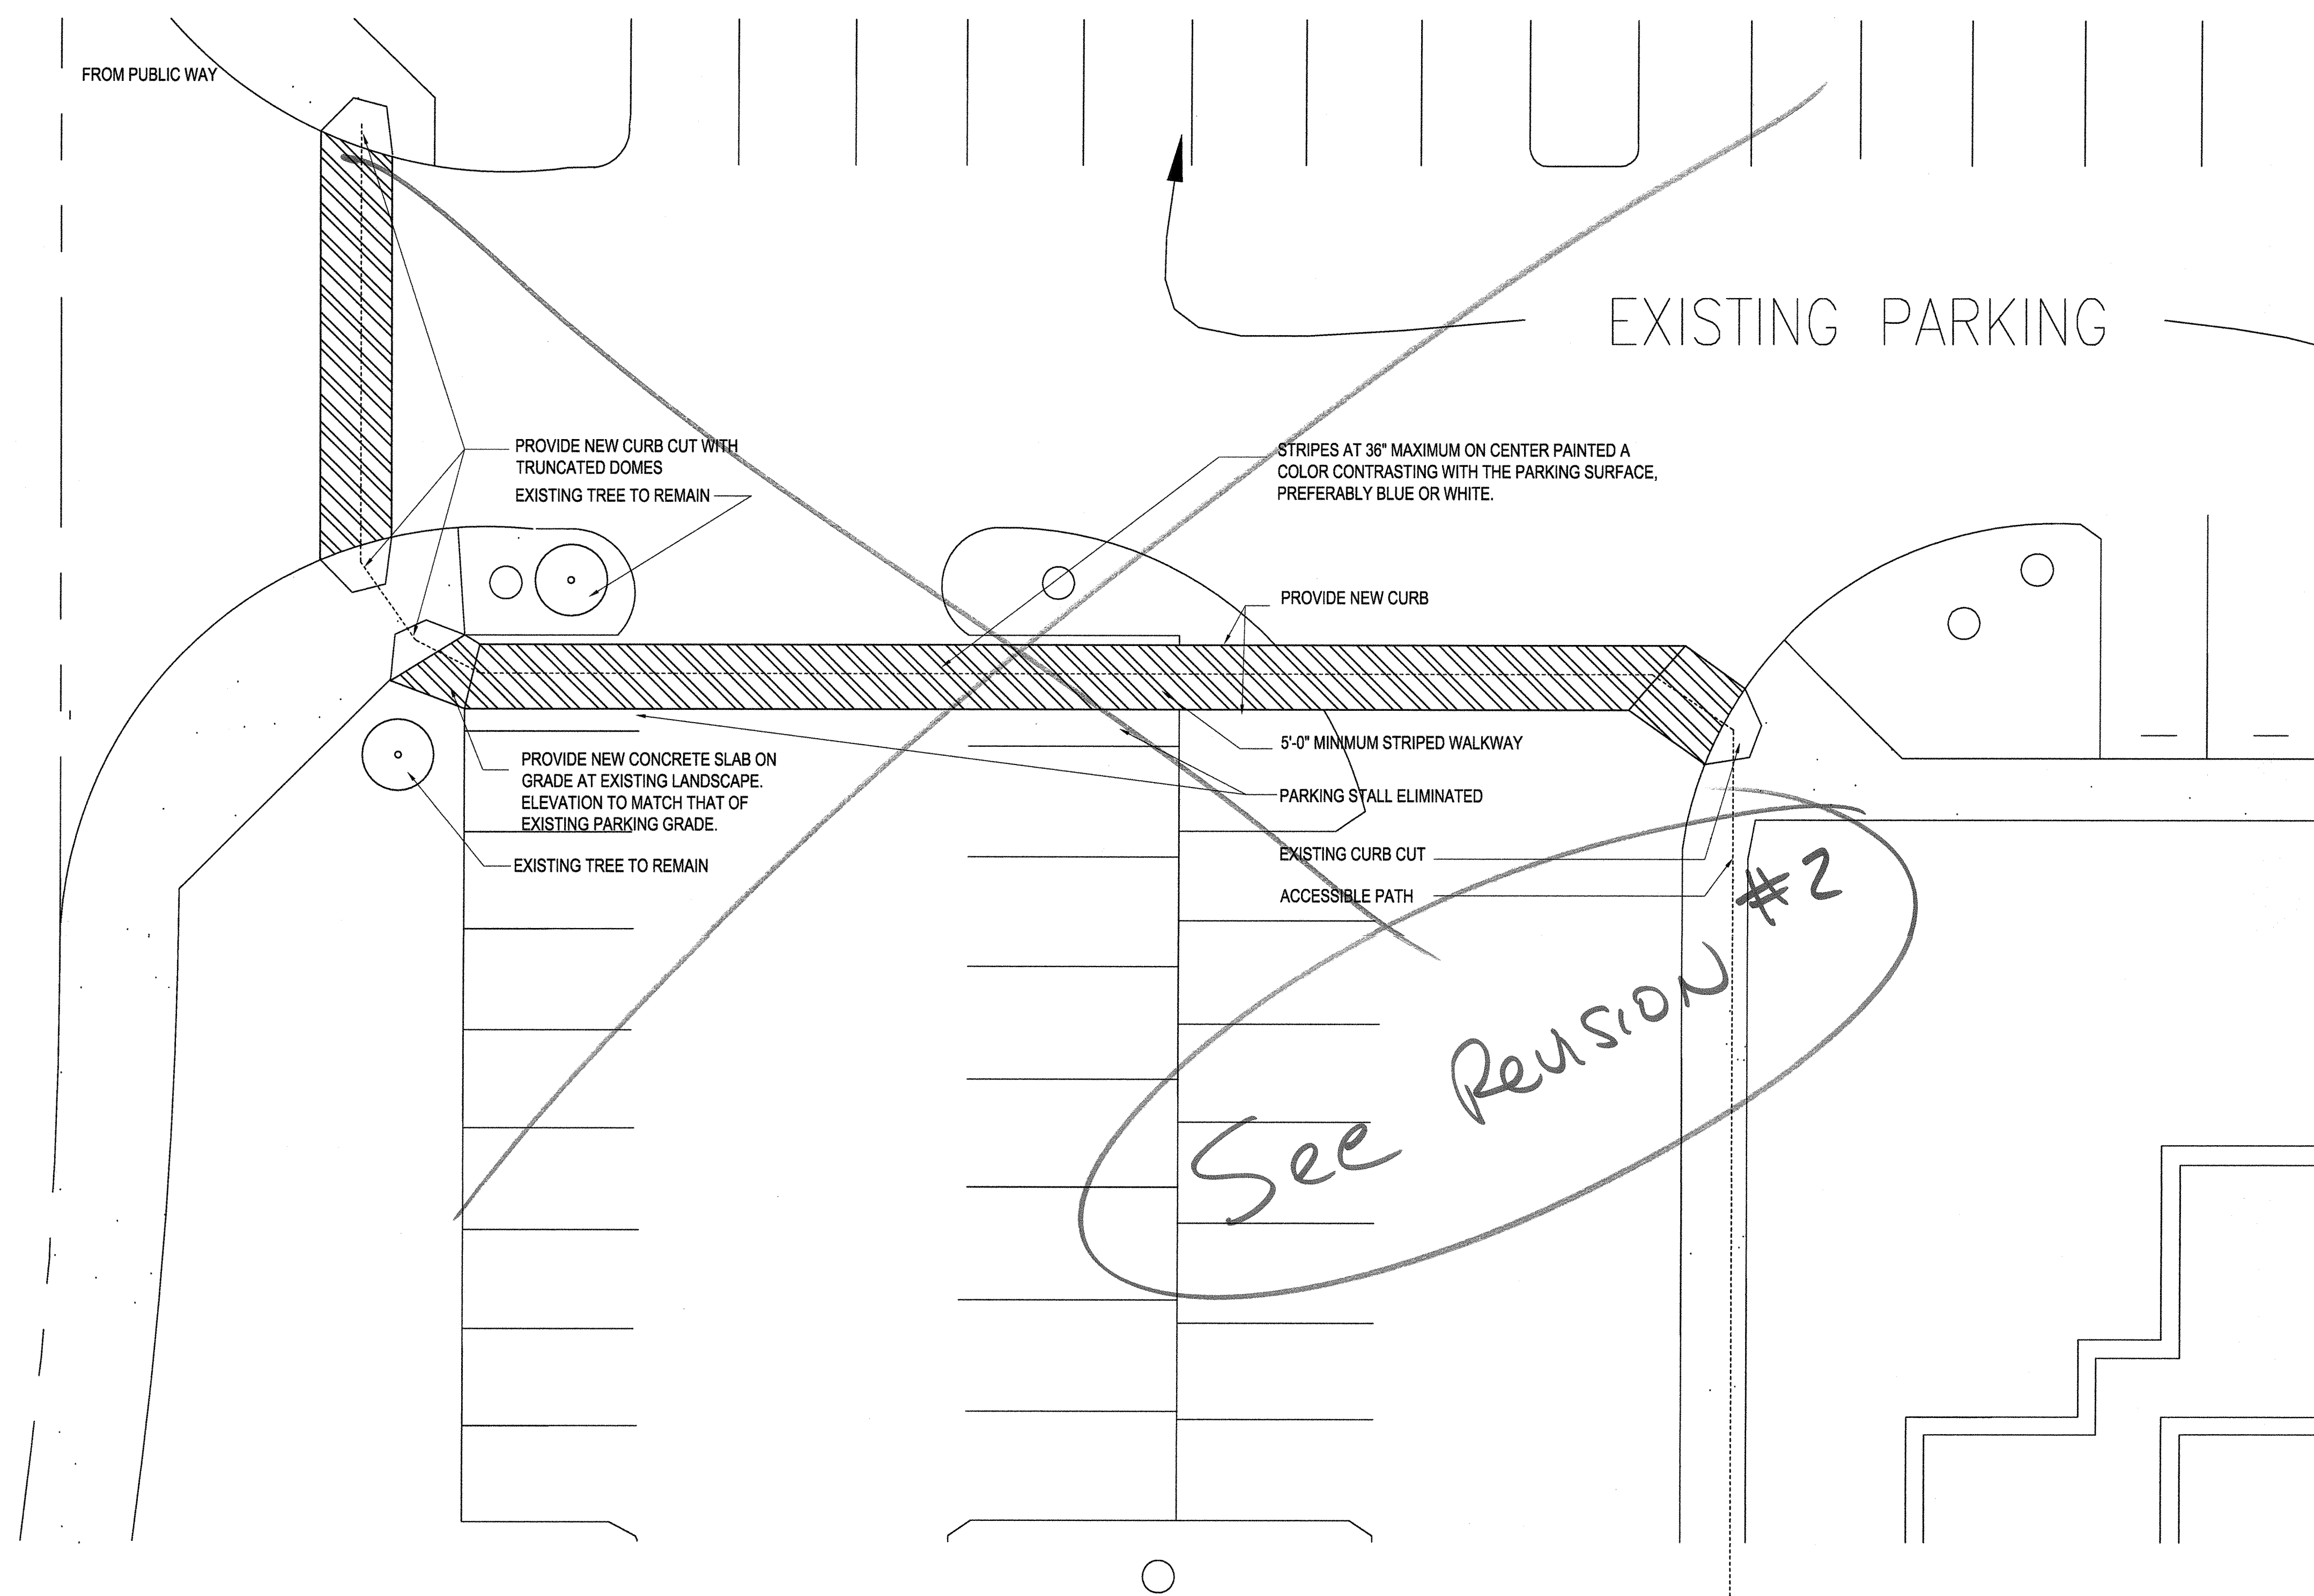 FROM PUBLIC WAY
EXISTING PARKING
PROVIDE NEW CURB CUT WITH
TRUNCATED DOMES
EXISTING TREE TO REMAIN
STRIPES AT 36" MAXIMUM ON CENTER PAINTED A
COLOR CONTRASTING WITH THE PARKING SURFACE,
PREFERABLY BLUE OR WHITE.
PROVIDE NEW CURB
5'-0" MINIMUM STRIPED WALKWAY
PROVIDE NEW CONCRETE SLAB ON
GRADE AT EXISTING LANDSCAPE.
ELEVATION TO MATCH THAT OF
EXISTING PARKING GRADE.
PARKING STALL ELIMINATED
EXISTING TREE TO REMAIN
EXISTING CURB CUT
ACCESSIBLE PATH
See Revision #2